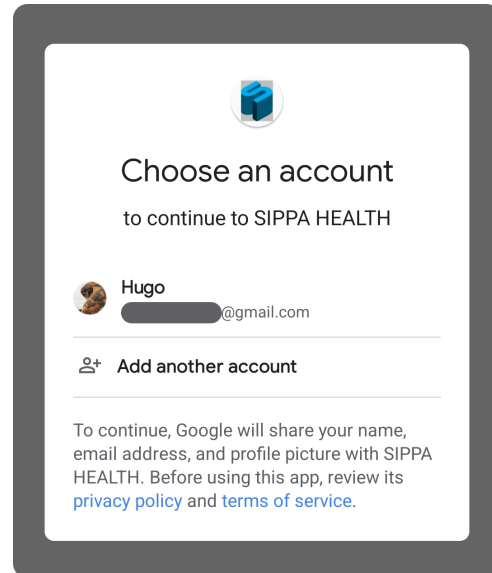 Choose an account
to continue to SIPPA HEALTH
Hugo
@gmail.com
Add another account
To continue, Google will share your name,
email address, and profile picture with SIPPA
HEALTH. Before using this app, review its
privacy policy and terms of service.